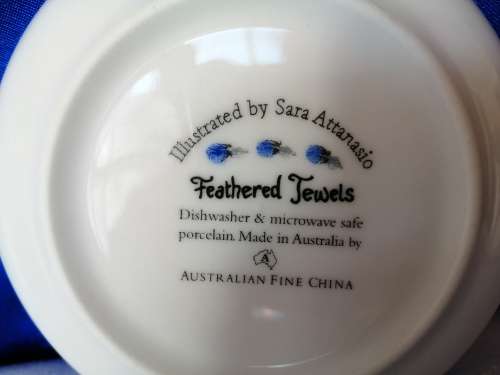 Illustrated by Sara Attanasio
Feathered Jewels
Dishwasher & microwave safe
porcelain. Made in Australia by
A
AUSTRALIAN FINE CHINA